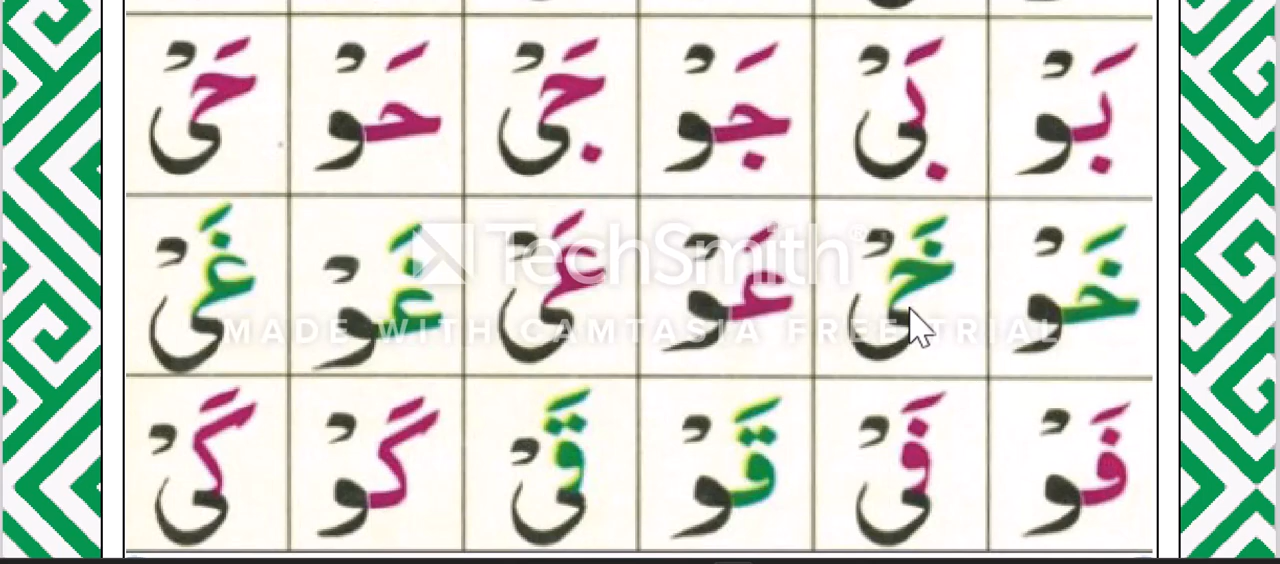 بَوْ بَیْ جَوْ جَیْ حَوْ حَیْ
خَوْ خَیْ عَوْ عَیْ غَوْ غَیْ
TechSmith®
MADE WITH CAMTASIA FREE TRIAL
فَوْ فَیْ قَوْ قَیْ کَوْ کَیْ